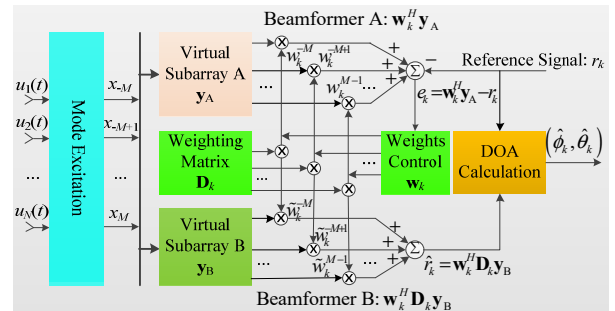 Beamformer A: w_k^H y_A
Reference Signal: r_k
u_1(t)
u_2(t)
...
u_N(t)
Mode Excitation
x_{-M}
x_{-M+1}
...
x_M
Virtual
Subarray A
y_A
w_k^{-M}
w_k^{-M+1}
...
w_k^{M-1}
...
+
+
+
−
Σ
e_k=w_k^H y_A−r_k
Weighting
Matrix
D_k
...
Weights
Control
w_k
...
DOA
Calculation
(ϕ̂_k,θ̂_k)
Virtual
Subarray B
y_B
w̃_k^{-M}
w̃_k^{-M+1}
...
w̃_k^{M-1}
...
+
+
+
Σ
r̂_k=w_k^H D_k y_B
Beamformer B: w_k^H D_k y_B